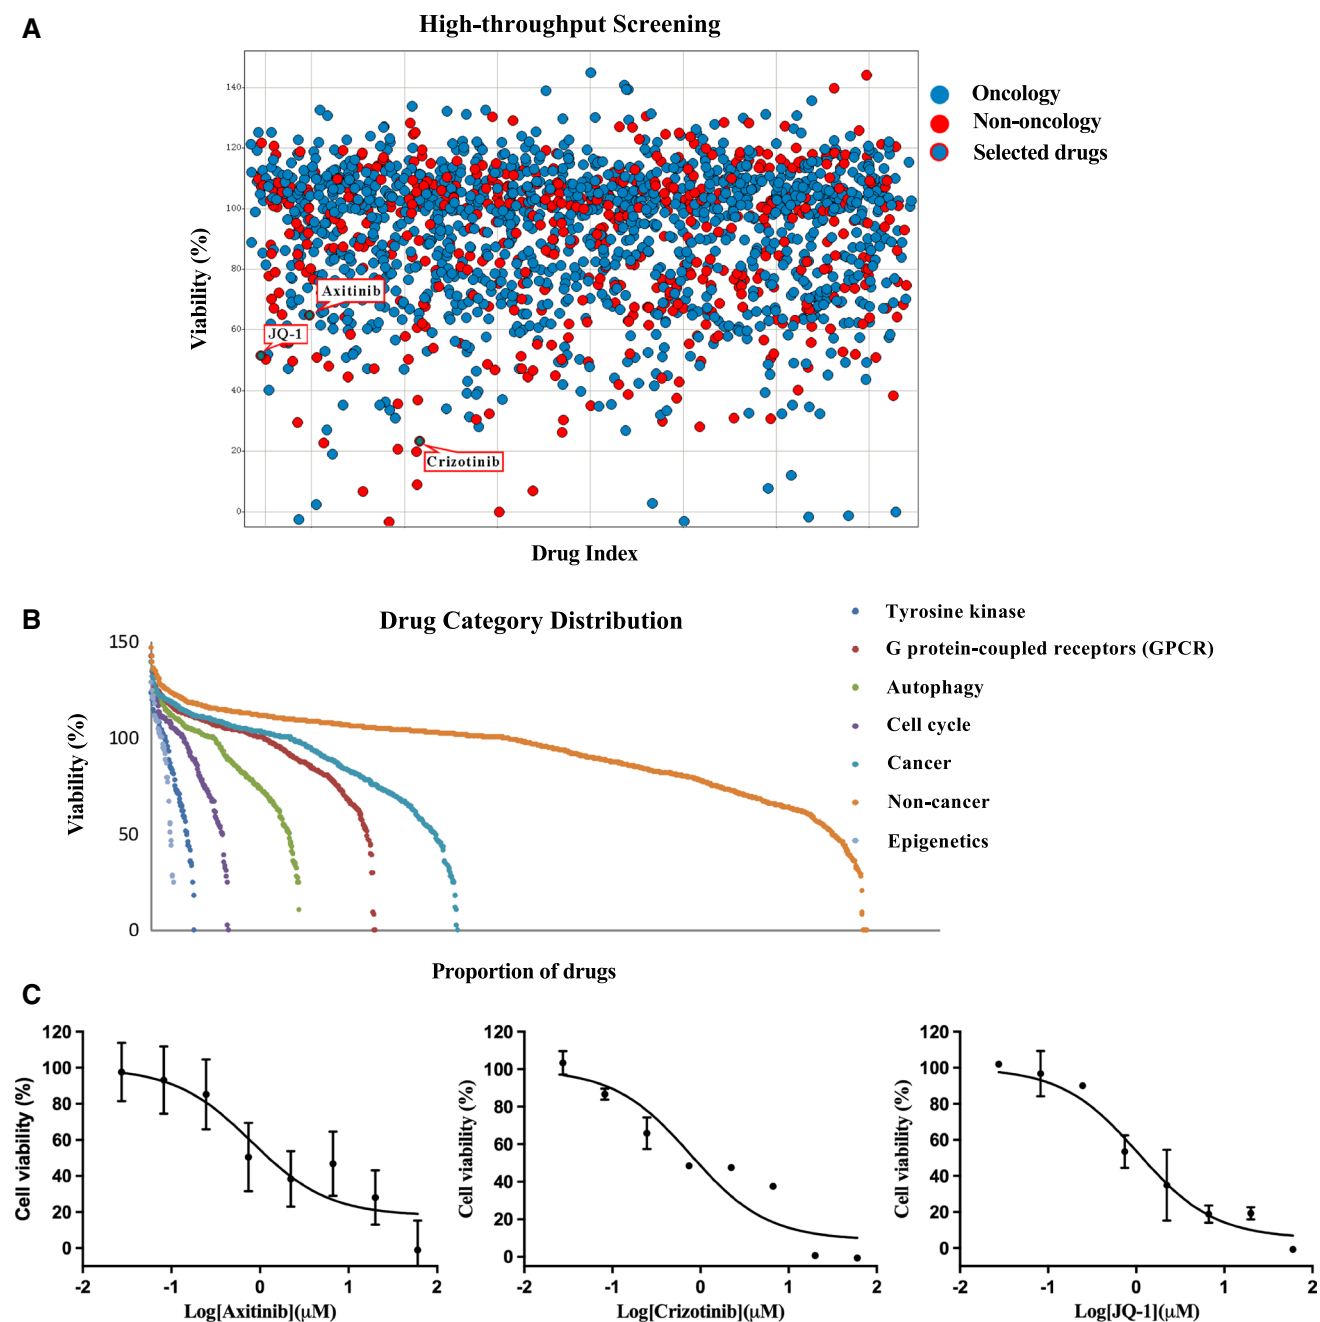 A
High-throughput Screening
Viability (%)
140
120
100
80
60
40
20
0
Axitinib
JQ-1
Crizotinib
Drug Index
Oncology
Non-oncology
Selected drugs
B
Drug Category Distribution
Viability (%)
150
100
50
0
Proportion of drugs
Tyrosine kinase
G protein-coupled receptors (GPCR)
Autophagy
Cell cycle
Cancer
Non-cancer
Epigenetics
C
Cell viability (%)
120
100
80
60
40
20
0
-2 -1 0 1 2
Log[Axitinib](μM)
Cell viability (%)
120
100
80
60
40
20
0
-2 -1 0 1 2
Log[Crizotinib](μM)
Cell viability (%)
120
100
80
60
40
20
0
-2 -1 0 1 2
Log[JQ-1](μM)